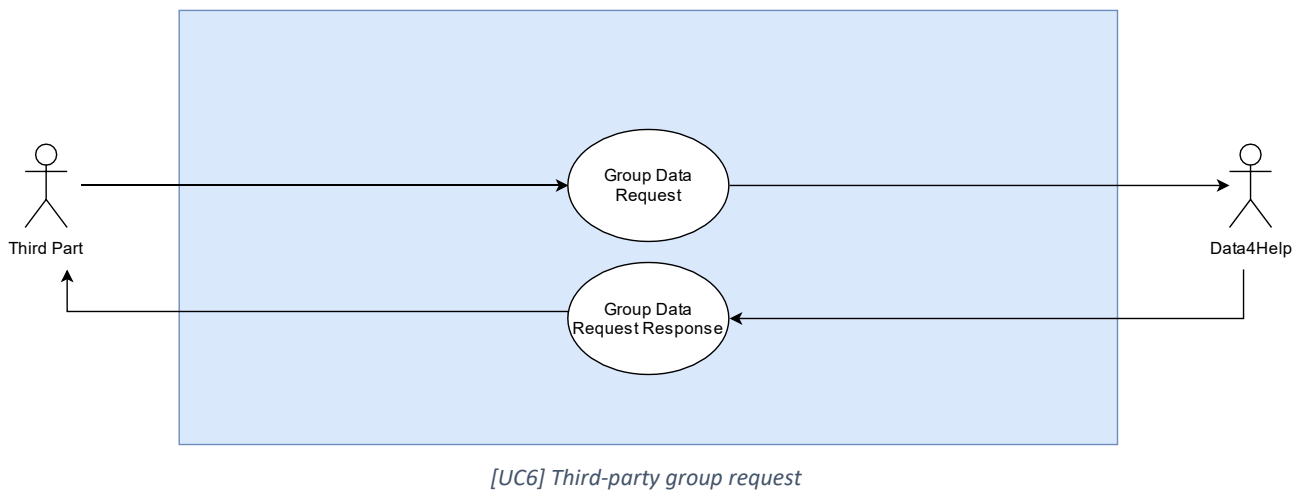 Group Data
Request
Third Part
Data4Help
Group Data
Request Response
[UC6] Third-party group request